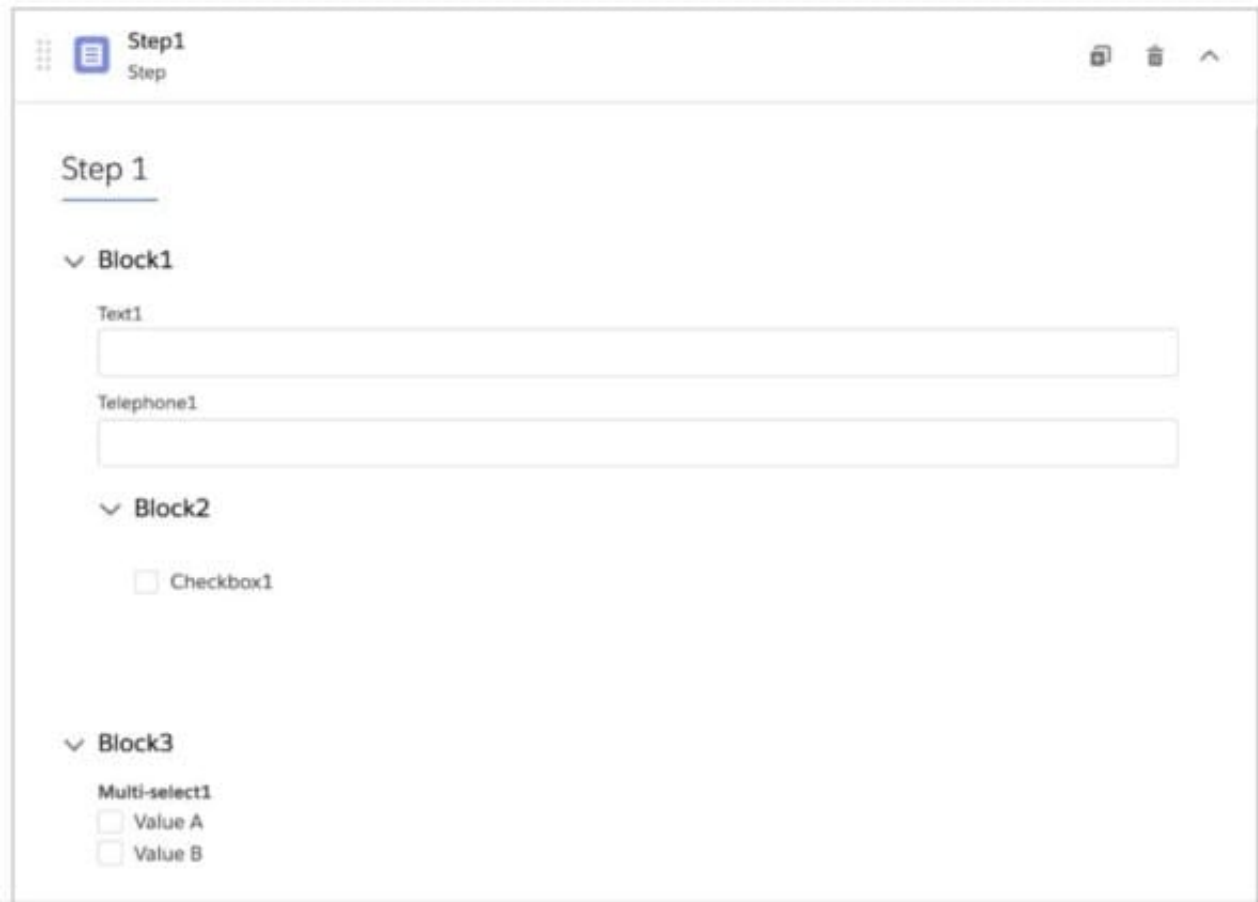 Step1
Step
Step 1
Block1
Text1
Telephone1
Block2
Checkbox1
Block3
Multi-select1
Value A
Value B